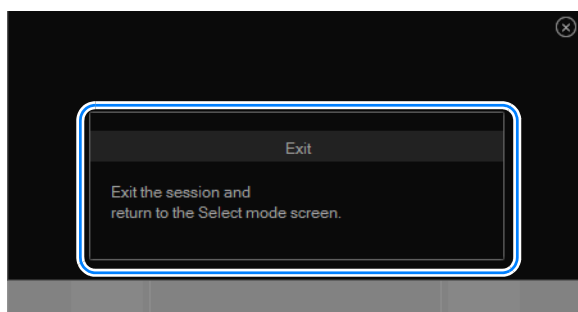 Exit
Exit the session and
return to the Select mode screen.